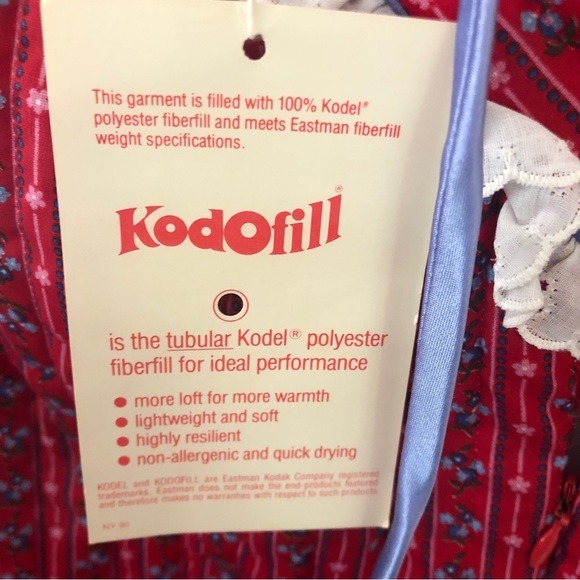 This garment is filled with 100% Kodel®
polyester fiberfill and meets Eastman fiberfill
weight specifications.
KodOfill®
is the tubular Kodel® polyester
fiberfill for ideal performance
• more loft for more warmth
• lightweight and soft
• highly resilient
• non-allergenic and quick drying
KODEL and KODOFILL are Eastman Kodak Company registered
trademarks. Eastman does not make the end products featured
and therefore makes no warranties with respect to such products.
NY 90